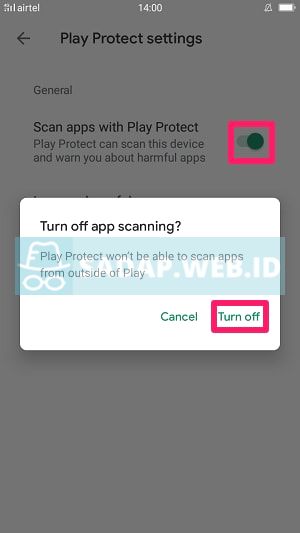 airtel
14:00
Play Protect settings
General
Scan apps with Play Protect
Play Protect can scan this device
and warn you about harmful apps
Turn off app scanning?
Play Protect won't be able to scan apps
from outside of Play
SADAP.WEB.ID
Cancel
Turn off